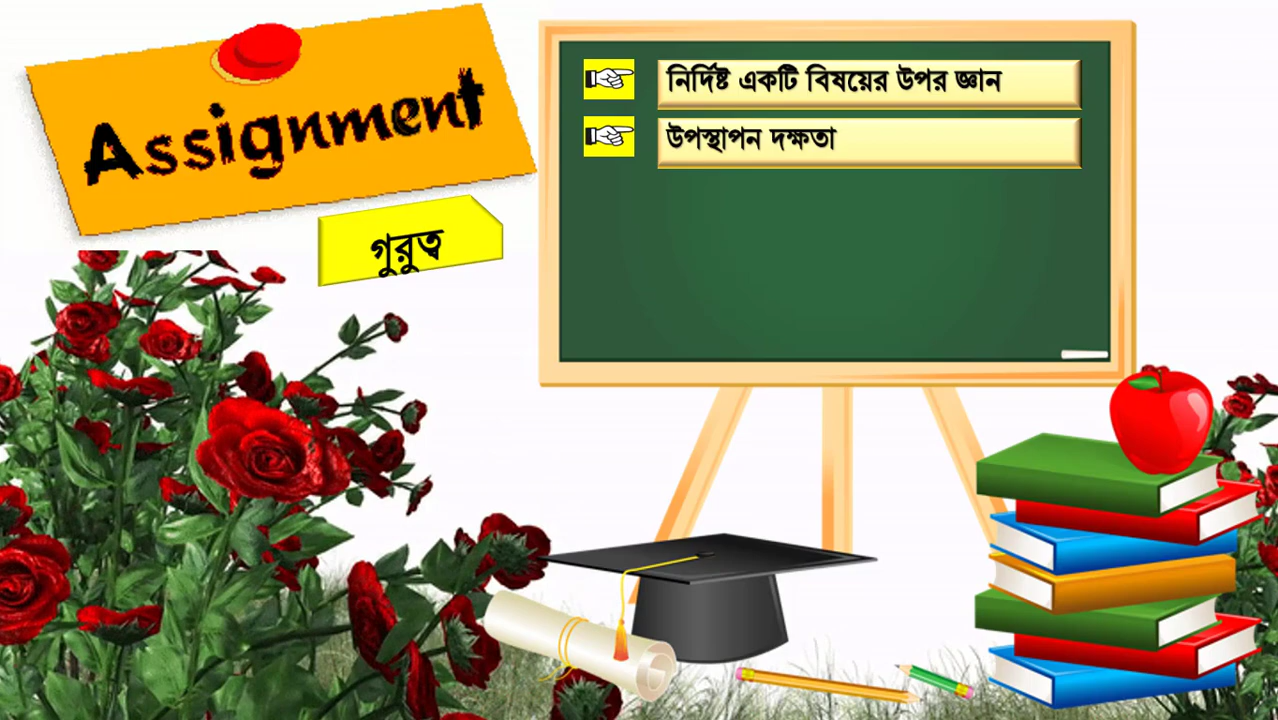 Assignment
গুরুত্ব
নির্দিষ্ট একটি বিষয়ের উপর জ্ঞান
উপস্থাপন দক্ষতা